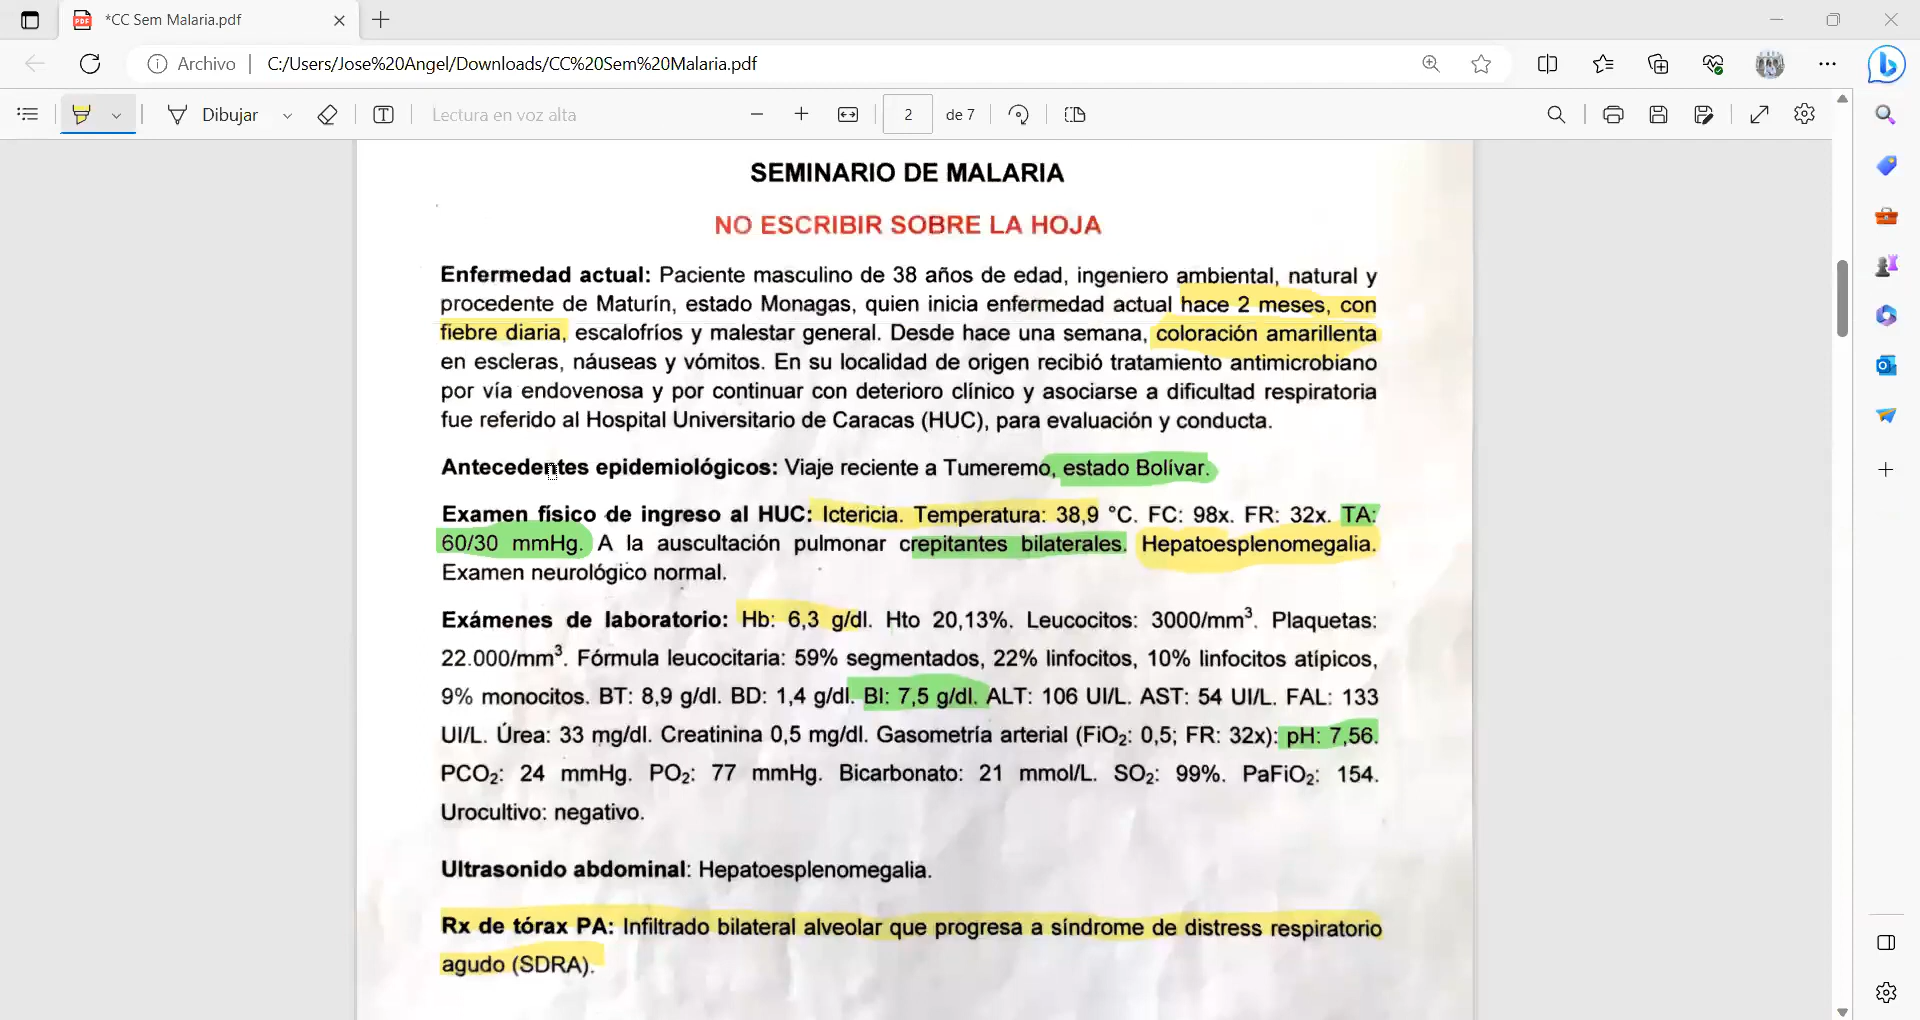 *CC Sem Malaria.pdf
Archivo | C:/Users/Jose%20Angel/Downloads/CC%20Sem%20Malaria.pdf
Dibujar Lectura en voz alta 2 de 7
SEMINARIO DE MALARIA
NO ESCRIBIR SOBRE LA HOJA
Enfermedad actual: Paciente masculino de 38 años de edad, ingeniero ambiental, natural y
procedente de Maturín, estado Monagas, quien inicia enfermedad actual hace 2 meses, con
fiebre diaria, escalofríos y malestar general. Desde hace una semana, coloración amarillenta
en escleras, náuseas y vómitos. En su localidad de origen recibió tratamiento antimicrobiano
por vía endovenosa y por continuar con deterioro clínico y asociarse a dificultad respiratoria
fue referido al Hospital Universitario de Caracas (HUC), para evaluación y conducta.
Antecedentes epidemiológicos: Viaje reciente a Tumeremo, estado Bolívar.
Examen físico de ingreso al HUC: Ictericia. Temperatura: 38,9 °C. FC: 98x. FR: 32x. TA:
60/30 mmHg. A la auscultación pulmonar crepitantes bilaterales. Hepatoesplenomegalia.
Examen neurológico normal.
Exámenes de laboratorio: Hb: 6,3 g/dl. Hto 20,13%. Leucocitos: 3000/mm³. Plaquetas:
22.000/mm³. Fórmula leucocitaria: 59% segmentados, 22% linfocitos, 10% linfocitos atípicos,
9% monocitos. BT: 8,9 g/dl. BD: 1,4 g/dl. BI: 7,5 g/dl. ALT: 106 UI/L. AST: 54 UI/L. FAL: 133
UI/L. Úrea: 33 mg/dl. Creatinina 0,5 mg/dl. Gasometría arterial (FiO₂: 0,5; FR: 32x): pH: 7,56.
PCO₂: 24 mmHg. PO₂: 77 mmHg. Bicarbonato: 21 mmol/L. SO₂: 99%. PaFiO₂: 154.
Urocultivo: negativo.
Ultrasonido abdominal: Hepatoesplenomegalia.
Rx de tórax PA: Infiltrado bilateral alveolar que progresa a síndrome de distress respiratorio
agudo (SDRA).